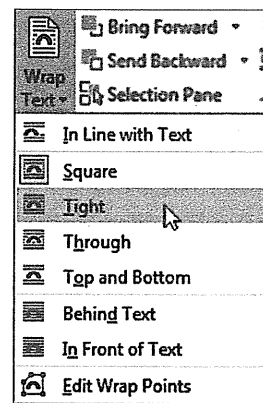 Bring Forward
Send Backward
Wrap
Text
Selection Pane
In Line with Text
Square
Tight
Through
Top and Bottom
Behind Text
In Front of Text
Edit Wrap Points